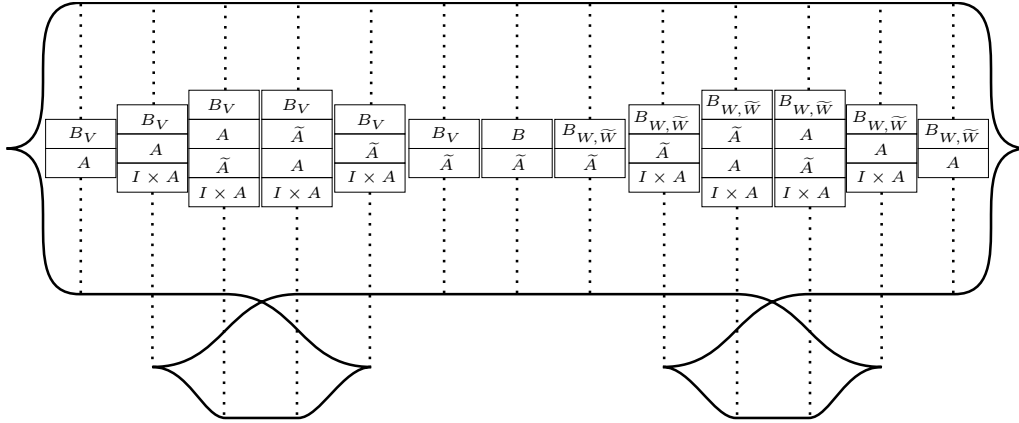 B_V
A
B_V
A
I × A
B_V
A
Ã
I × A
B_V
Ã
A
I × A
B_V
Ã
I × A
B_V
Ã
B
Ã
B_{W,W̃}
Ã
B_{W,W̃}
Ã
I × A
B_{W,W̃}
Ã
A
I × A
B_{W,W̃}
A
Ã
I × A
B_{W,W̃}
A
I × A
B_{W,W̃}
A